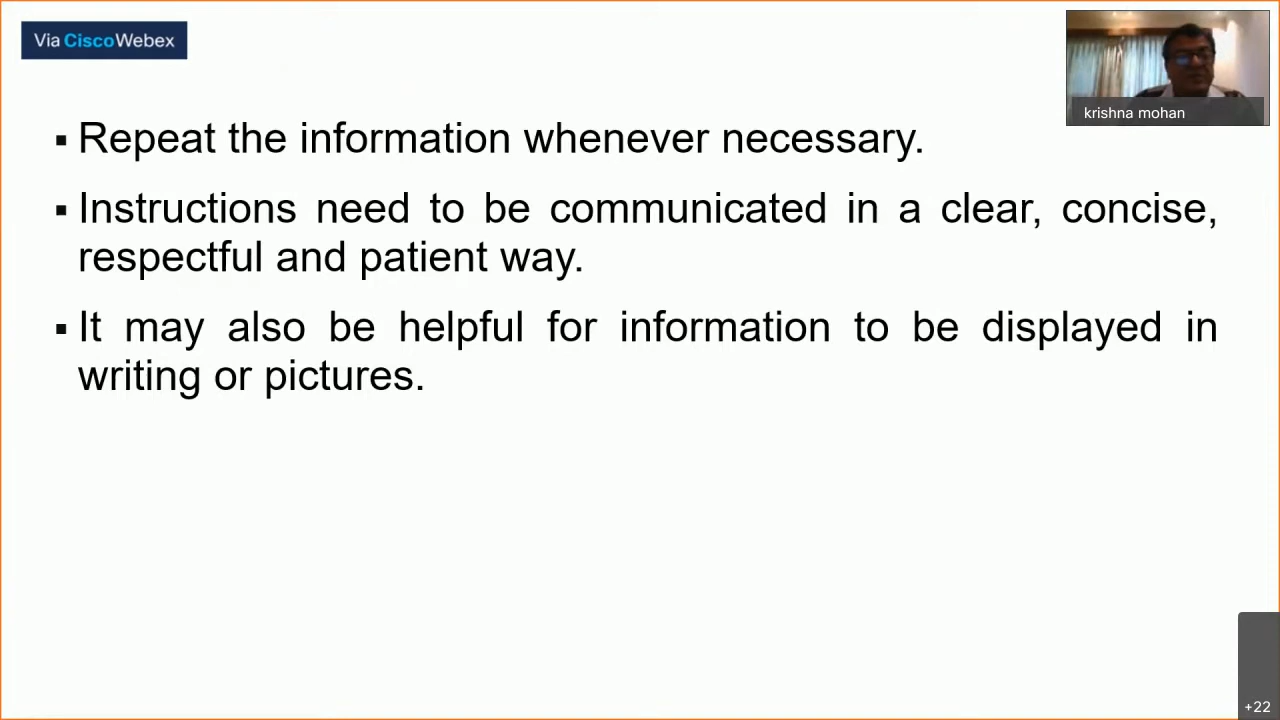 Via CiscoWebex
krishna mohan
▪ Repeat the information whenever necessary.
▪ Instructions need to be communicated in a clear, concise,
respectful and patient way.
▪ It may also be helpful for information to be displayed in
writing or pictures.
+22